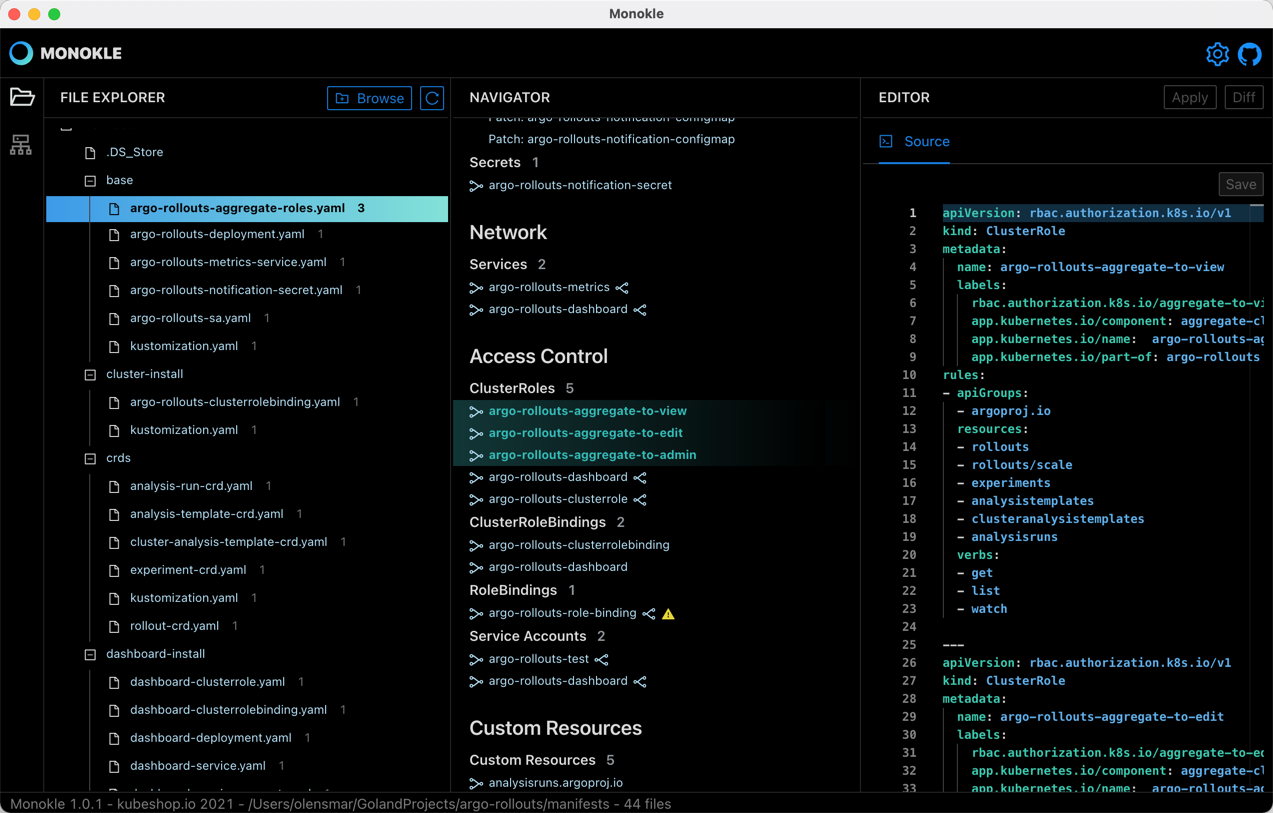 Monokle
MONOKLE
FILE EXPLORER
Browse
.DS_Store
base
argo-rollouts-aggregate-roles.yaml 3
argo-rollouts-deployment.yaml 1
argo-rollouts-metrics-service.yaml 1
argo-rollouts-notification-secret.yaml 1
argo-rollouts-sa.yaml 1
kustomization.yaml 1
cluster-install
argo-rollouts-clusterrolebinding.yaml 1
kustomization.yaml 1
crds
analysis-run-crd.yaml 1
analysis-template-crd.yaml 1
cluster-analysis-template-crd.yaml 1
experiment-crd.yaml 1
kustomization.yaml 1
rollout-crd.yaml 1
dashboard-install
dashboard-clusterrole.yaml 1
dashboard-clusterrolebinding.yaml 1
dashboard-deployment.yaml 1
dashboard-service.yaml 1
NAVIGATOR
Patch: argo-rollouts-notification-configmap
Patch: argo-rollouts-notification-configmap
Secrets 1
argo-rollouts-notification-secret
Network
Services 2
argo-rollouts-metrics
argo-rollouts-dashboard
Access Control
ClusterRoles 5
argo-rollouts-aggregate-to-view
argo-rollouts-aggregate-to-edit
argo-rollouts-aggregate-to-admin
argo-rollouts-dashboard
argo-rollouts-clusterrole
ClusterRoleBindings 2
argo-rollouts-clusterrolebinding
argo-rollouts-dashboard
RoleBindings 1
argo-rollouts-role-binding
Service Accounts 2
argo-rollouts-test
argo-rollouts-dashboard
Custom Resources
Custom Resources 5
analysisruns.argoproj.io
EDITOR
Apply
Diff
Source
Save
1 apiVersion: rbac.authorization.k8s.io/v1
2 kind: ClusterRole
3 metadata:
4 name: argo-rollouts-aggregate-to-view
5 labels:
6 rbac.authorization.k8s.io/aggregate-to-vi
7 app.kubernetes.io/component: aggregate-cl
8 app.kubernetes.io/name: argo-rollouts-ag
9 app.kubernetes.io/part-of: argo-rollouts
10 rules:
11 - apiGroups:
12 - argoproj.io
13 resources:
14 - rollouts
15 - rollouts/scale
16 - experiments
17 - analysistemplates
18 - clusteranalysistemplates
19 - analysisruns
20 verbs:
21 - get
22 - list
23 - watch
24
25 ---
26 apiVersion: rbac.authorization.k8s.io/v1
27 kind: ClusterRole
28 metadata:
29 name: argo-rollouts-aggregate-to-edit
30 labels:
31 rbac.authorization.k8s.io/aggregate-to-ed
32 app.kubernetes.io/component: aggregate-cl
33 app.kubernetes.io/name: argo-rollouts-ag
Monokle 1.0.1 - kubeshop.io 2021 - /Users/olensmar/GolandProjects/argo-rollouts/manifests - 44 files